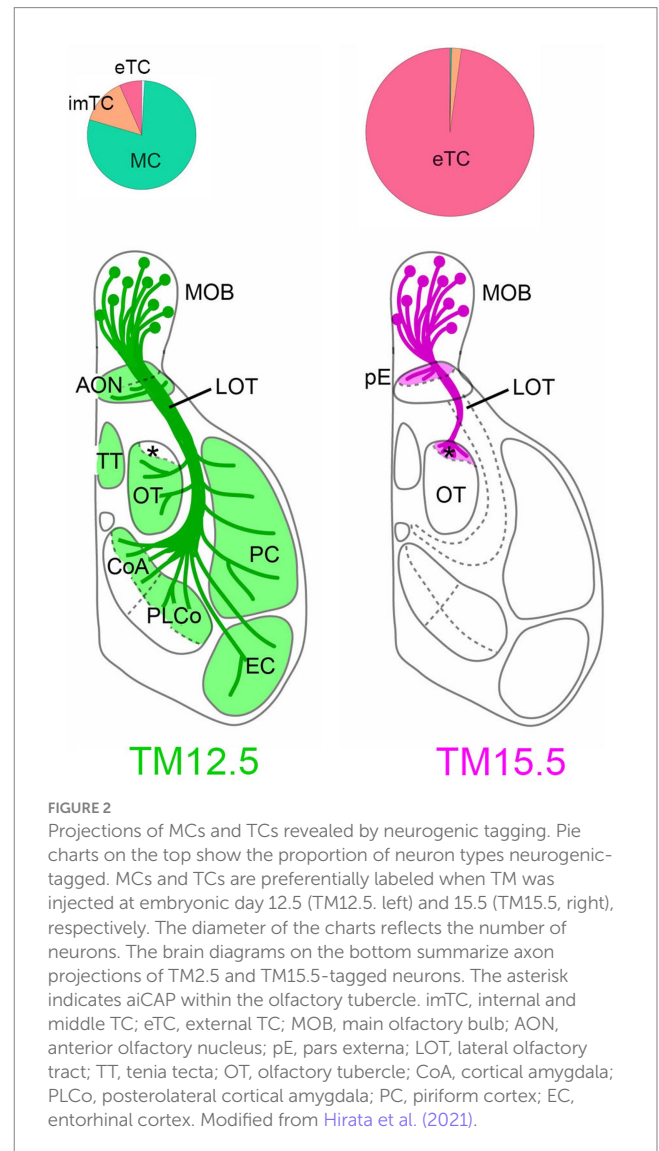 eTC
imTC
MC
eTC
MOB
AON
LOT
TT
*
OT
PC
CoA
PLCo
EC
TM12.5
MOB
pE
LOT
*
OT
TM15.5
FIGURE 2
Projections of MCs and TCs revealed by neurogenic tagging. Pie
charts on the top show the proportion of neuron types neurogenic-
tagged. MCs and TCs are preferentially labeled when TM was
injected at embryonic day 12.5 (TM12.5. left) and 15.5 (TM15.5, right),
respectively. The diameter of the charts reflects the number of
neurons. The brain diagrams on the bottom summarize axon
projections of TM2.5 and TM15.5-tagged neurons. The asterisk
indicates aiCAP within the olfactory tubercle. imTC, internal and
middle TC; eTC, external TC; MOB, main olfactory bulb; AON,
anterior olfactory nucleus; pE, pars externa; LOT, lateral olfactory
tract; TT, tenia tecta; OT, olfactory tubercle; CoA, cortical amygdala;
PLCo, posterolateral cortical amygdala; PC, piriform cortex; EC,
entorhinal cortex. Modified from Hirata et al. (2021).